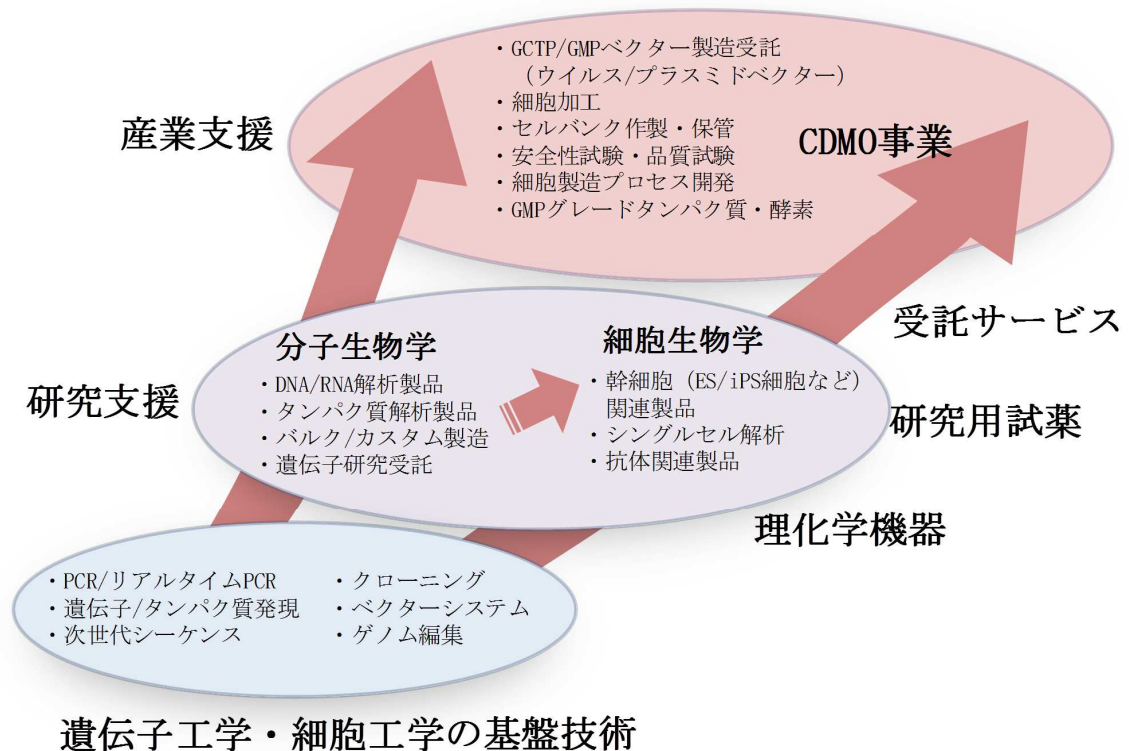 ・GCTP/GMPベクター製造受託
（ウイルス/プラスミドベクター）
・細胞加工
・セルバンク作製・保管
・安全性試験・品質試験
・細胞製造プロセス開発
・GMPグレードタンパク質・酵素
産業支援
CDMO事業
受託サービス
分子生物学
・DNA/RNA解析製品
・タンパク質解析製品
・バルク/カスタム製造
・遺伝子研究受託
細胞生物学
・幹細胞（ES/iPS細胞など）
関連製品
・シングルセル解析
・抗体関連製品
研究支援
研究用試薬
理化学機器
・PCR/リアルタイムPCR
・遺伝子/タンパク質発現
・次世代シーケンス
・クローニング
・ベクターシステム
・ゲノム編集
遺伝子工学・細胞工学の基盤技術